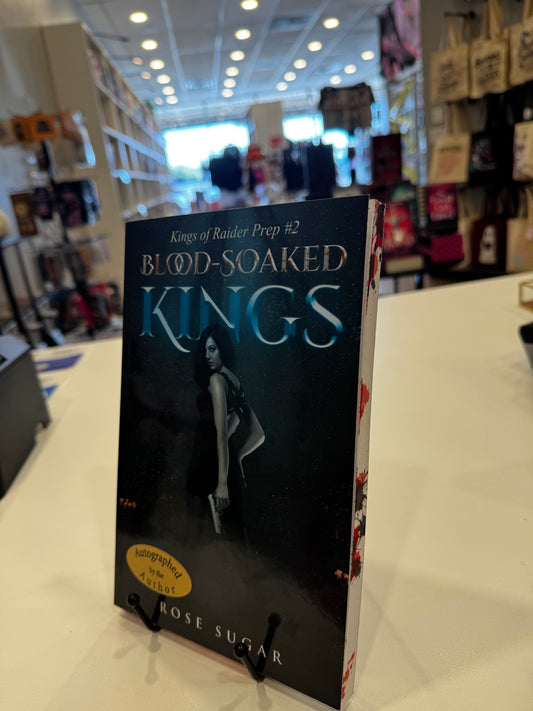 Kings of Raider Prep #2
BLOOD-SOAKED
KINGS
Autographed
by the
Author
ROSE SUGAR